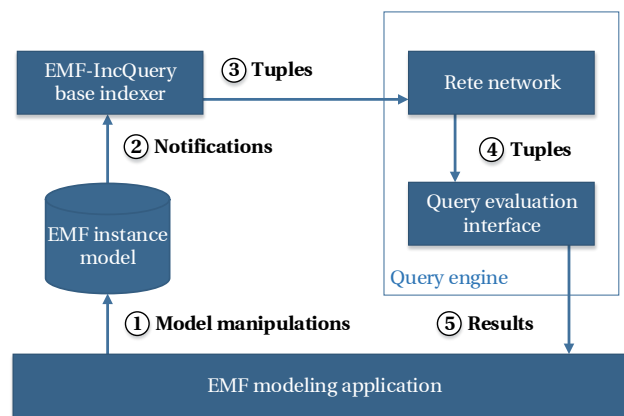 EMF-IncQuery
base indexer
③ Tuples
Rete network
② Notifications
④ Tuples
Query evaluation
interface
EMF instance
model
Query engine
① Model manipulations
⑤ Results
EMF modeling application